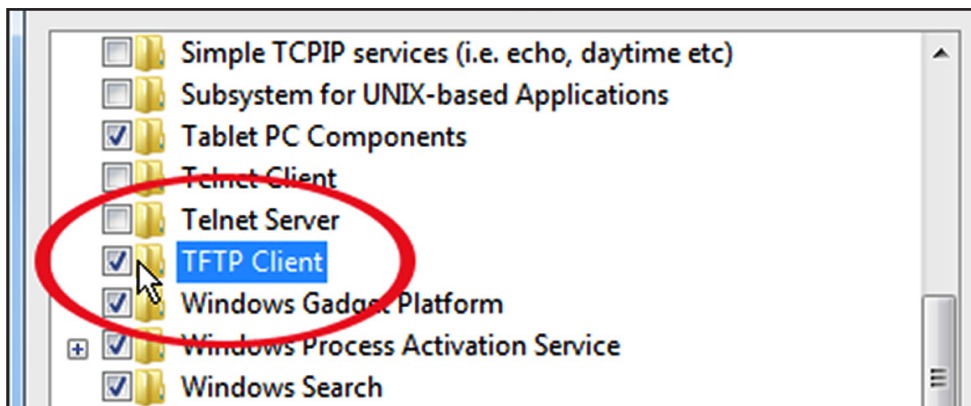 Simple TCPIP services (i.e. echo, daytime etc)
Subsystem for UNIX-based Applications
Tablet PC Components
Telnet Client
Telnet Server
TFTP Client
Windows Gadget Platform
Windows Process Activation Service
Windows Search